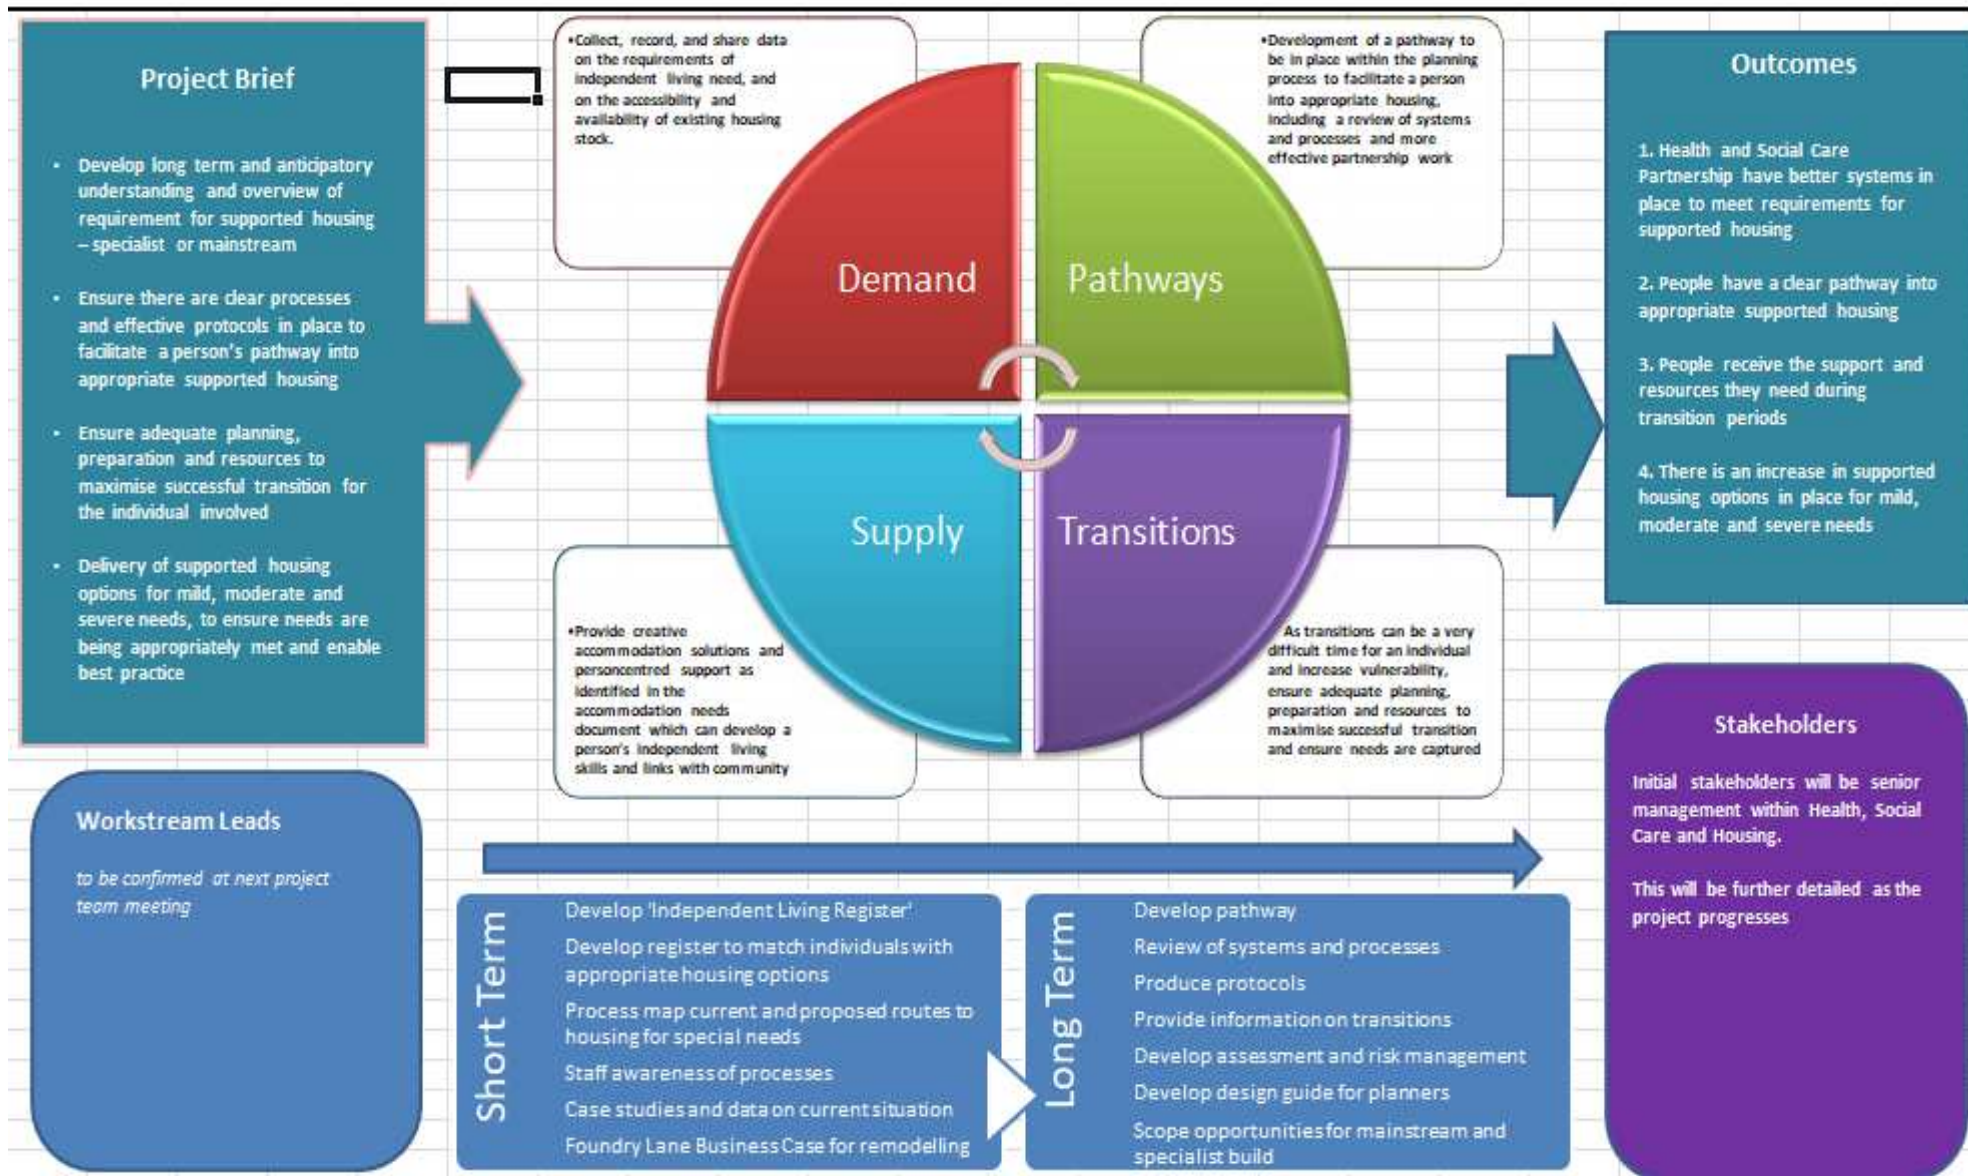 Project Brief
• Develop long term and anticipatory
understanding and overview of
requirement for supported housing
– specialist or mainstream
• Ensure there are clear processes
and effective protocols in place to
facilitate a person's pathway into
appropriate supported housing
• Ensure adequate planning,
preparation and resources to
maximise successful transition for
the individual involved
• Delivery of supported housing
options for mild, moderate and
severe needs, to ensure needs are
being appropriately met and enable
best practice
Workstream Leads
to be confirmed at next project
team meeting
•Collect, record, and share data
on the requirements of
independent living need, and
on the accessibility and
availability of existing housing
stock.
•Development of a pathway to
be in place within the planning
process to facilitate a person
into appropriate housing,
including a review of systems
and processes and more
effective partnership work
Demand
Pathways
Supply
Transitions
•Provide creative
accommodation solutions and
personcentred support as
identified in the
accommodation needs
document which can develop a
person's independent living
skills and links with community
As transitions can be a very
difficult time for an individual
and increase vulnerability,
ensure adequate planning,
preparation and resources to
maximise successful transition
and ensure needs are captured
Short Term
Develop 'Independent Living Register'
Develop register to match individuals with
appropriate housing options
Process map current and proposed routes to
housing for special needs
Staff awareness of processes
Case studies and data on current situation
Foundry Lane Business Case for remodelling
Long Term
Develop pathway
Review of systems and processes
Produce protocols
Provide information on transitions
Develop assessment and risk management
Develop design guide for planners
Scope opportunities for mainstream and
specialist build
Outcomes
1. Health and Social Care
Partnership have better systems in
place to meet requirements for
supported housing
2. People have a clear pathway into
appropriate supported housing
3. People receive the support and
resources they need during
transition periods
4. There is an increase in supported
housing options in place for mild,
moderate and severe needs
Stakeholders
Initial stakeholders will be senior
management within Health, Social
Care and Housing.
This will be further detailed as the
project progresses